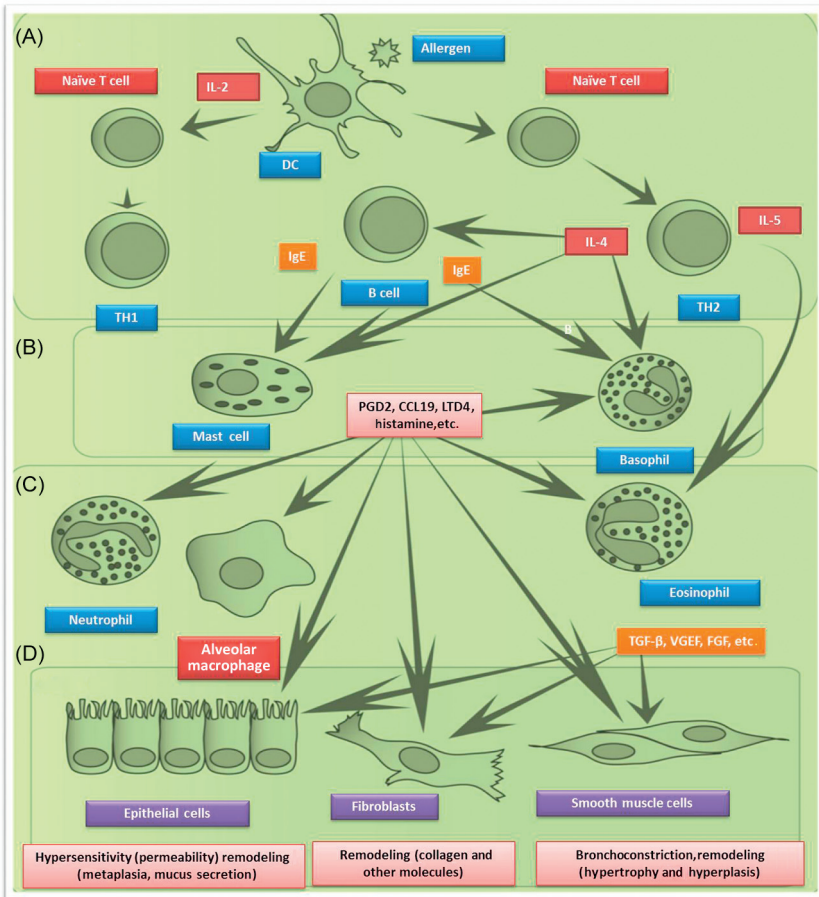 (A)
Allergen
Naïve T cell
IL-2
Naïve T cell
DC
IL-5
IL-4
IgE
IgE
B cell
TH1
TH2
B
(B)
PGD2, CCL19, LTD4,
histamine,etc.
Mast cell
Basophil
(C)
Neutrophil
Eosinophil
Alveolar
macrophage
TGF-β, VGEF, FGF, etc.
(D)
Epithelial cells
Fibroblasts
Smooth muscle cells
Hypersensitivity (permeability) remodeling
(metaplasia, mucus secretion)
Remodeling (collagen and
other molecules)
Bronchoconstriction,remodeling
(hypertrophy and hyperplasis)